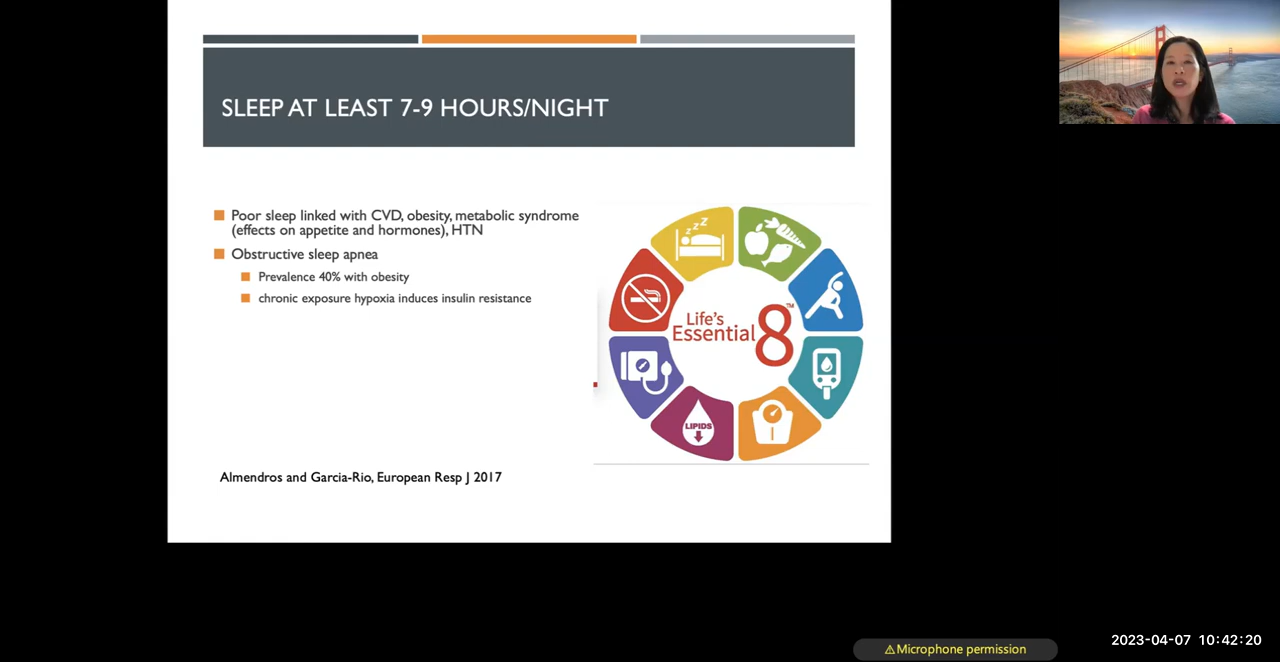 SLEEP AT LEAST 7-9 HOURS/NIGHT
Poor sleep linked with CVD, obesity, metabolic syndrome
(effects on appetite and hormones), HTN
Obstructive sleep apnea
Prevalence 40% with obesity
chronic exposure hypoxia induces insulin resistance
zzz
Life's
Essential 8™
LIPIDS
Almendros and Garcia-Rio, European Resp J 2017
⚠Microphone permission
2023-04-07 10:42:20